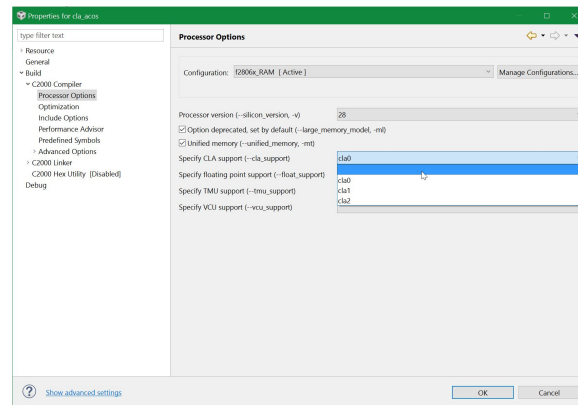 Properties for cla_acos
type filter text
Resource
General
Build
C2000 Compiler
Processor Options
Optimization
Include Options
Performance Advisor
Predefined Symbols
Advanced Options
C2000 Linker
C2000 Hex Utility [Disabled]
Debug
Processor Options
Configuration: f2806x_RAM [ Active ]
Manage Configurations...
Processor version (--silicon_version, -v) 28
Option deprecated, set by default (--large_memory_model, -ml)
Unified memory (--unified_memory, -mt)
Specify CLA support (--cla_support) cla0
Specify floating point support (--float_support)
cla0
Specify TMU support (--tmu_support)
cla1
cla2
Specify VCU support (--vcu_support)
Show advanced settings
OK
Cancel